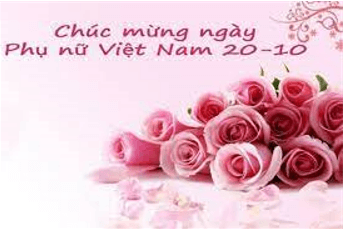 Chúc mừng ngày
Phụ nữ Việt Nam 20-10